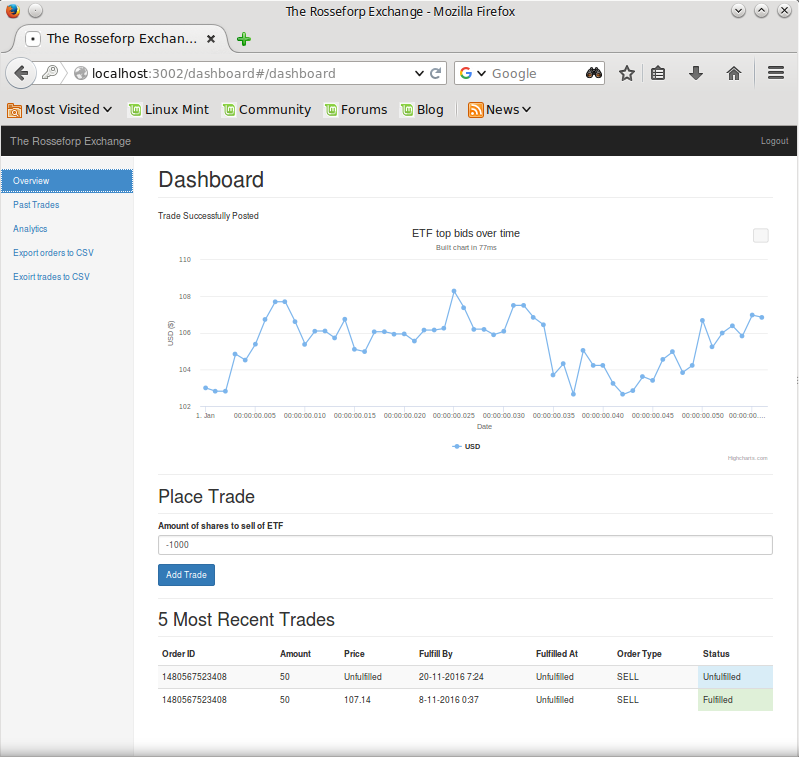 The Rosseforp Exchange - Mozilla Firefox
The Rosseforp Exchan...
localhost:3002/dashboard#/dashboard
Google
Most Visited Linux Mint Community Forums Blog News
The Rosseforp Exchange
Logout
Overview
Past Trades
Analytics
Export orders to CSV
Exoirt trades to CSV
Dashboard
Trade Successfully Posted
ETF top bids over time
Built chart in 77ms
USD ($)
110
108
106
104
102
1. Jan 00:00:00.005 00:00:00.010 00:00:00.015 00:00:00.020 00:00:00.025 00:00:00.030 00:00:00.035 00:00:00.040 00:00:00.045 00:00:00.050 00:00:00....
Date
USD
Highcharts.com
Place Trade
Amount of shares to sell of ETF
-1000
Add Trade
5 Most Recent Trades
Order ID Amount Price Fulfill By Fulfilled At Order Type Status
1480567523408 50 Unfulfilled 20-11-2016 7:24 Unfulfilled SELL Unfulfilled
1480567523408 50 107.14 8-11-2016 0:37 Unfulfilled SELL Fulfilled